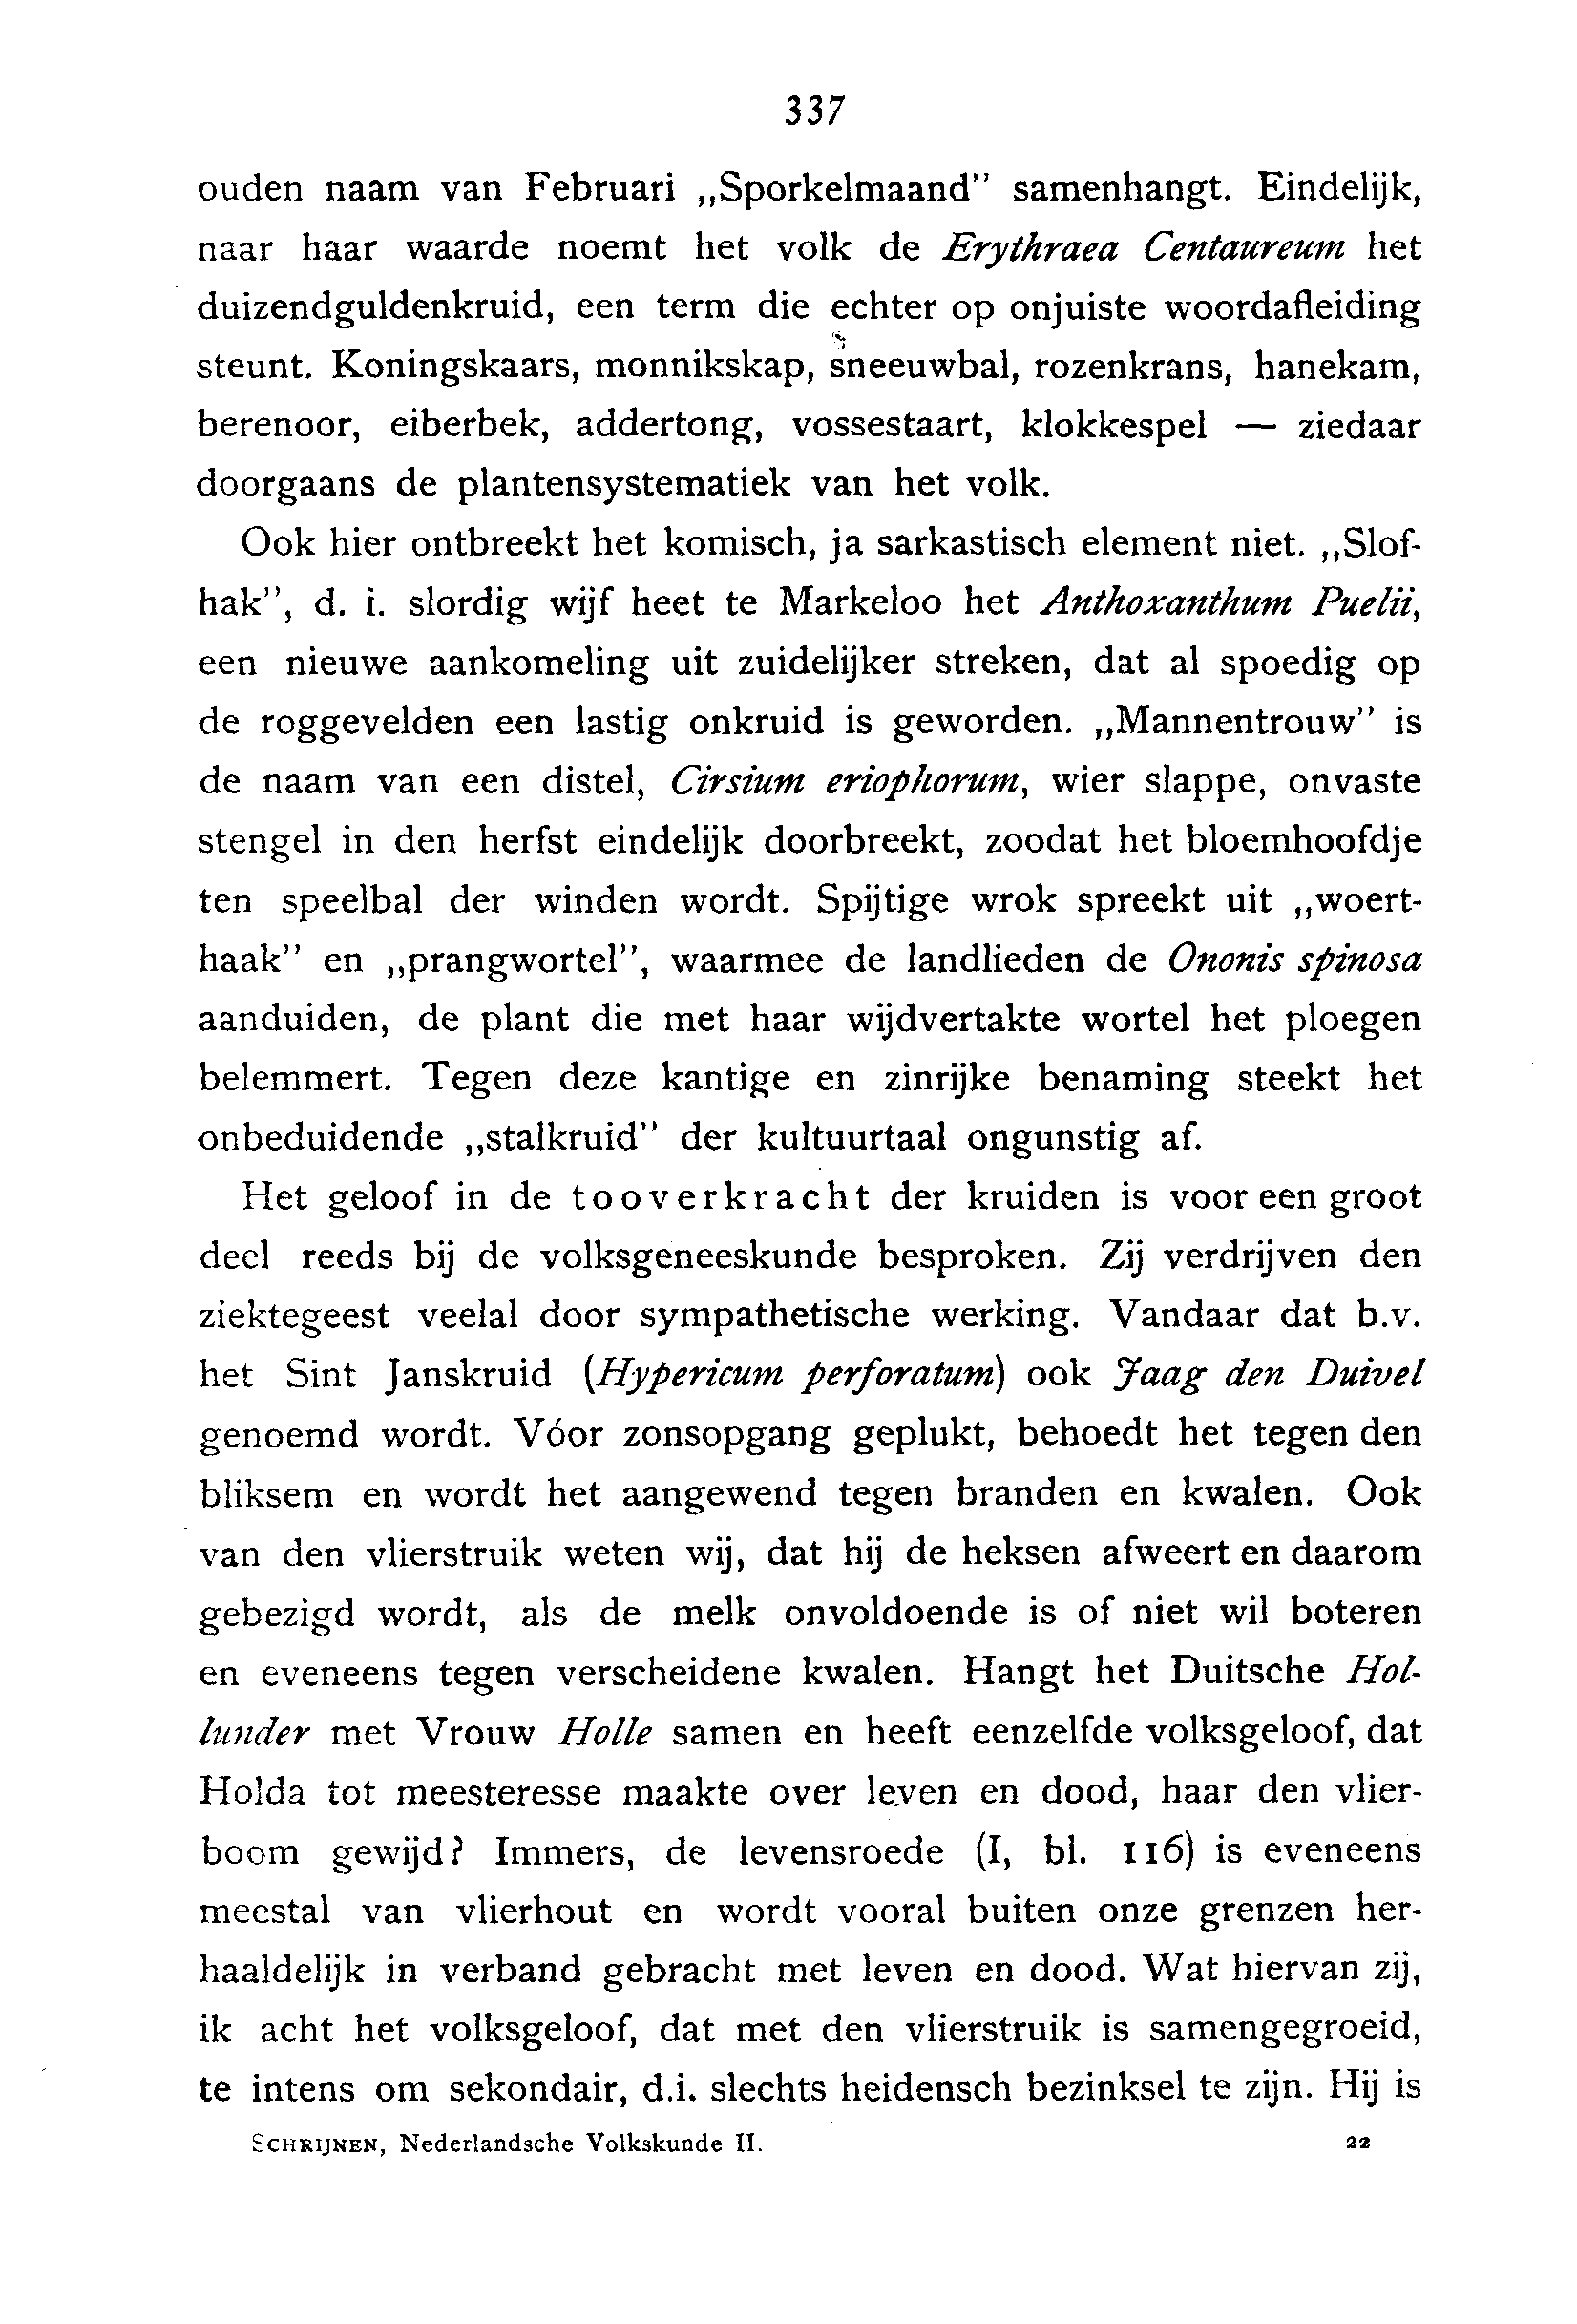 337
ouden naam van Februari „Sporkelmaand” samenhangt. Eindelijk,
naar haar waarde noemt het volk de Erythraea Centaureum het
duizendguldenkruid, een term die echter op onjuiste woordafleiding
steunt. Koningskaars, monnikskap, sneeuwbal, rozenkrans, hanekam,
berenoor, eiberbek, addertong, vossestaart, klokkespel — ziedaar
doorgaans de plantensystematiek van het volk.
Ook hier ontbreekt het komisch, ja sarkastisch element niet. „Slof-
hak”, d. i. slordig wijf heet te Markeloo het Anthoxanthum Puelii,
een nieuwe aankomeling uit zuidelijker streken, dat al spoedig op
de roggevelden een lastig onkruid is geworden. „Mannentrouw” is
de naam van een distel, Cirsium eriophorum, wier slappe, onvaste
stengel in den herfst eindelijk doorbreekt, zoodat het bloemhoofdje
ten speelbal der winden wordt. Spijtige wrok spreekt uit „woert-
haak” en „prangwortel”, waarmee de landlieden de Ononis spinosa
aanduiden, de plant die met haar wijdvertakte wortel het ploegen
belemmert. Tegen deze kantige en zinrijke benaming steekt het
onbeduidende „stalkruid” der kultuurtaal ongunstig af.
Het geloof in de tooverkracht der kruiden is voor een groot
deel reeds bij de volksgeneeskunde besproken. Zij verdrijven den
ziektegeest veelal door sympathetische werking. Vandaar dat b.v.
het Sint Janskruid (Hypericum perforatum) ook Jaag den Duivel
genoemd wordt. Vóor zonsopgang geplukt, behoedt het tegen den
bliksem en wordt het aangewend tegen branden en kwalen. Ook
van den vlierstruik weten wij, dat hij de heksen afweert en daarom
gebezigd wordt, als de melk onvoldoende is of niet wil boteren
en eveneens tegen verscheidene kwalen. Hangt het Duitsche Hol-
lunder met Vrouw Holle samen en heeft eenzelfde volksgeloof, dat
Holda tot meesteresse maakte over leven en dood, haar den vlier-
boom gewijd? Immers, de levensroede (I, bl. 116) is eveneens
meestal van vlierhout en wordt vooral buiten onze grenzen her-
haaldelijk in verband gebracht met leven en dood. Wat hiervan zij,
ik acht het volksgeloof, dat met den vlierstruik is samengegroeid,
te intens om sekondair, d.i. slechts heidensch bezinksel te zijn. Hij is
SCHRIJNEN, Nederlandsche Volkskunde II. 22